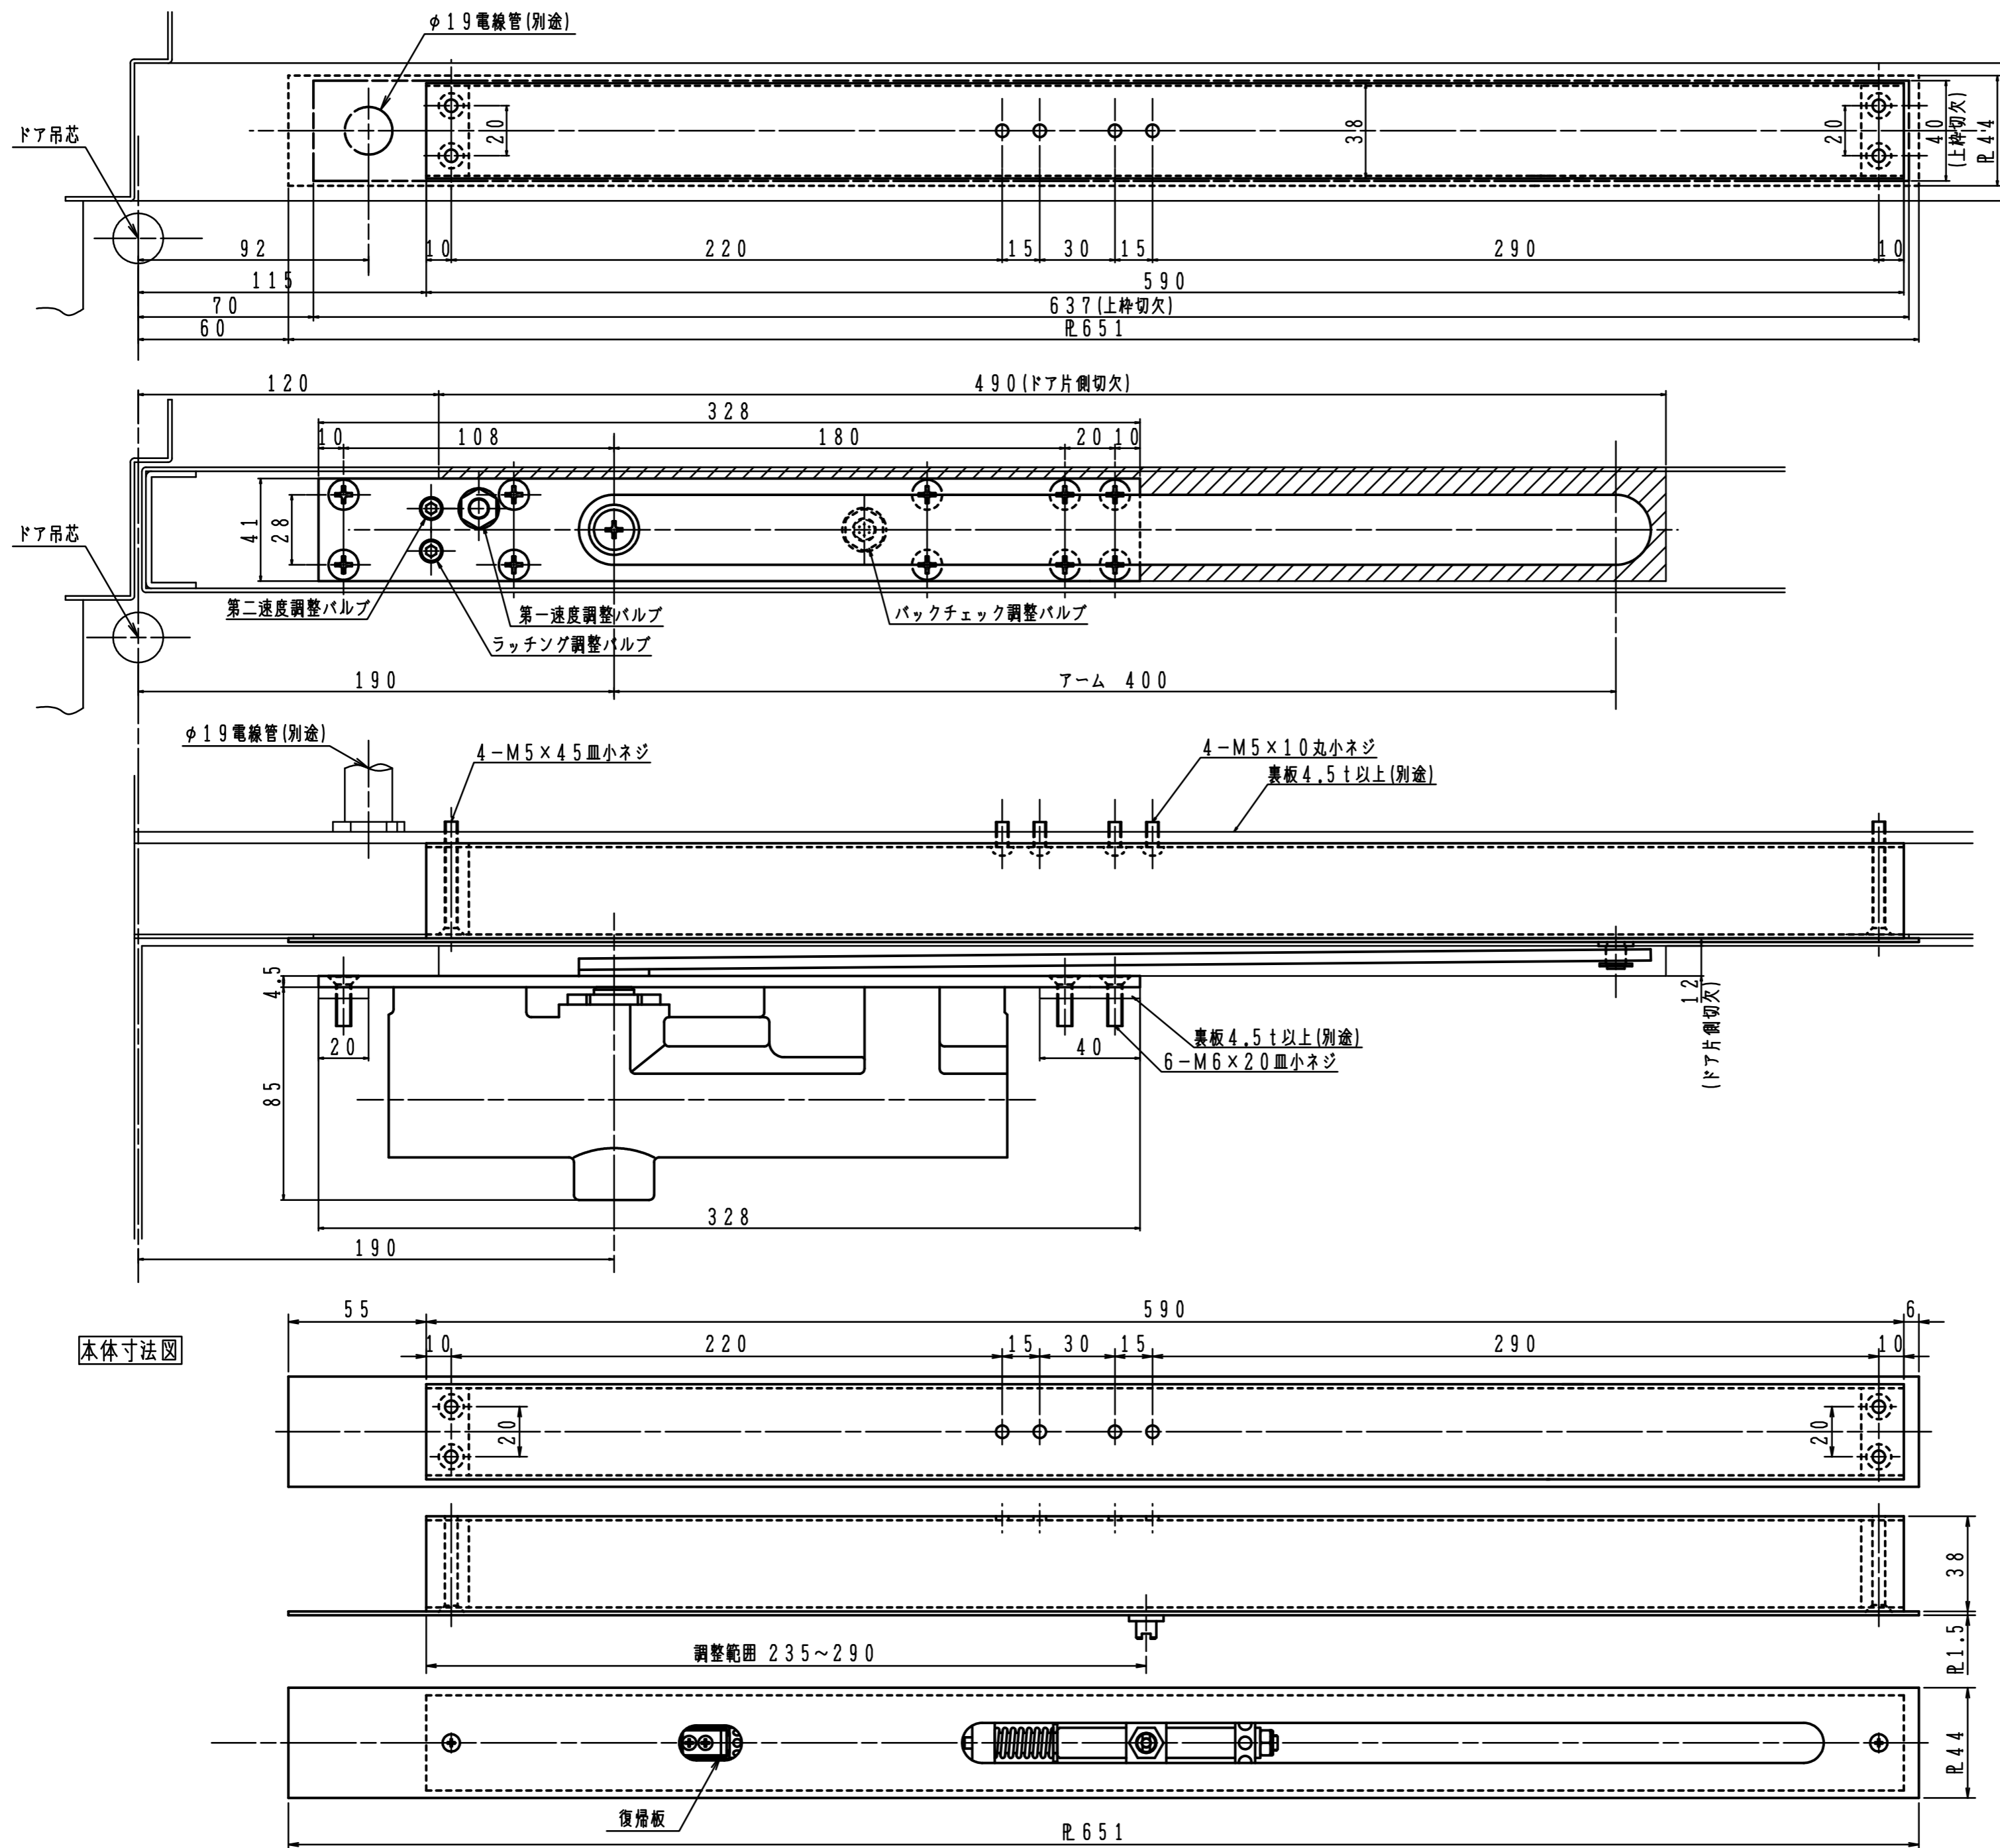 φ19電線管(別途)
ドア吊芯
20
38
20
40
(上枠切欠)
PL44
92
10
220
15
30
15
290
10
115
590
70
637(上枠切欠)
60
PL651
120
490(ドア片側切欠)
328
10
108
180
20
10
41
28
ドア吊芯
第二速度調整バルブ
第一速度調整バルブ
ラッチング調整バルブ
バックチェック調整バルブ
190
アーム 400
φ19電線管(別途)
4-M5×45皿小ネジ
4-M5×10丸小ネジ
裏板4.5t以上(別途)
4.5
12
(ドア片側切欠)
20
40
裏板4.5t以上(別途)
6-M6×20皿小ネジ
85
328
190
本体寸法図
55
590
6
10
220
15
30
15
290
10
20
20
38
PL1.5
調整範囲 235~290
PL44
復帰板
PL651